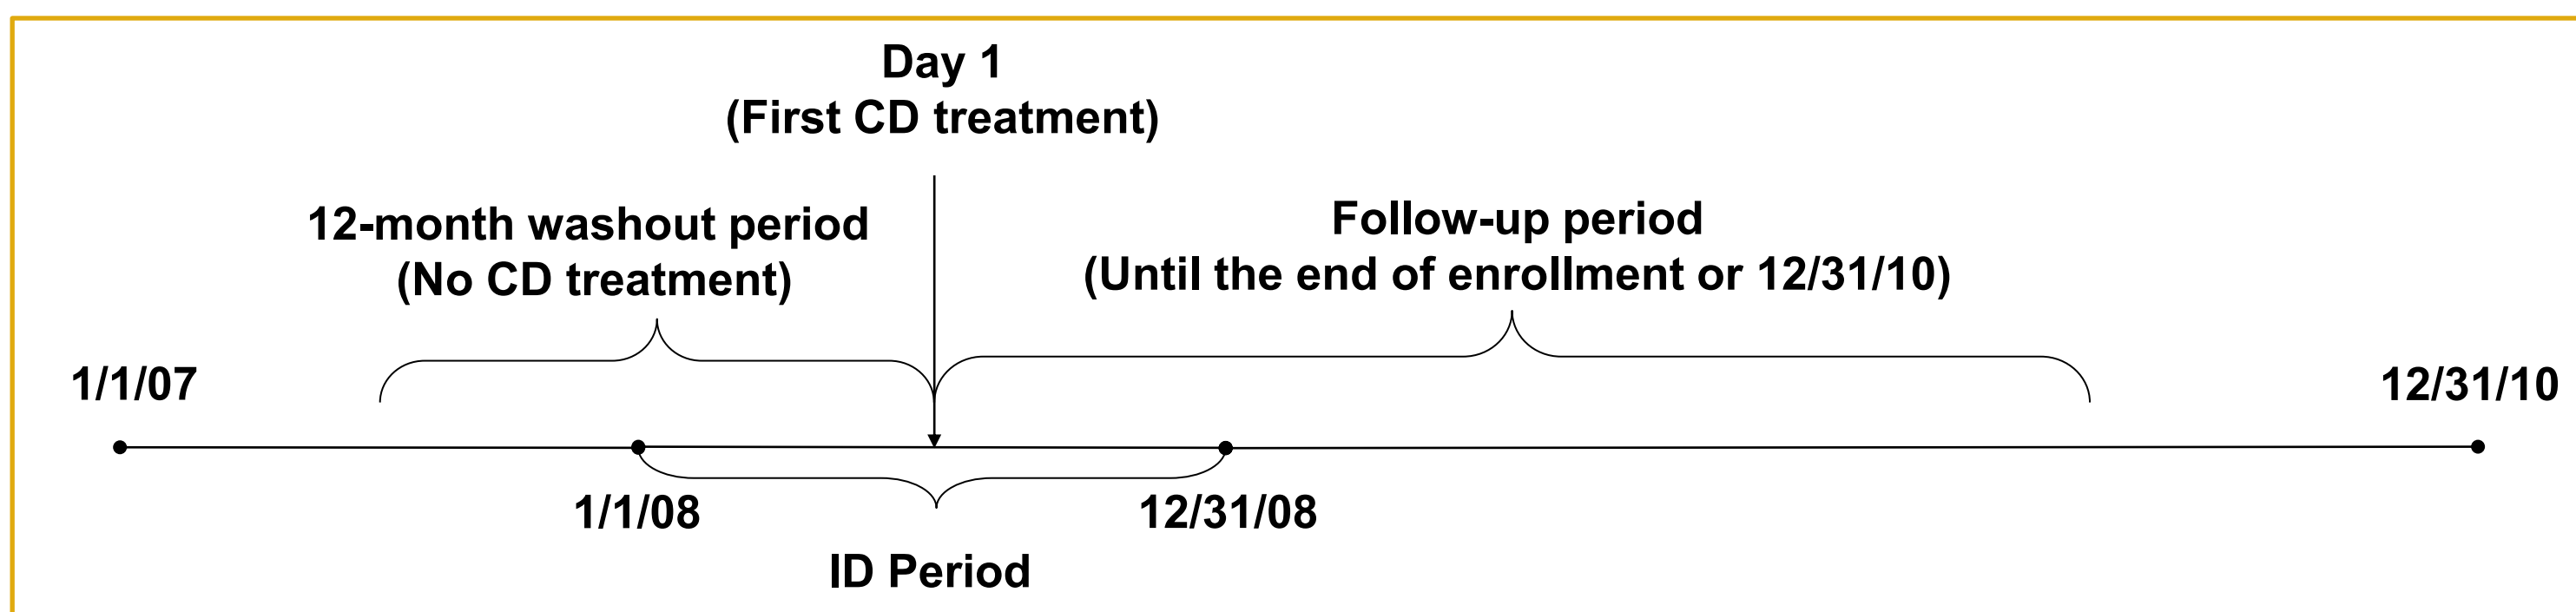 Day 1
(First CD treatment)
12-month washout period
(No CD treatment)
Follow-up period
(Until the end of enrollment or 12/31/10)
1/1/07
12/31/10
1/1/08
12/31/08
ID Period